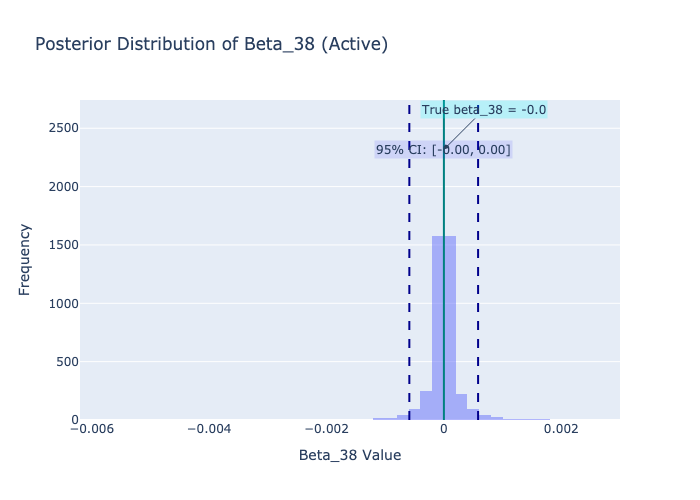 Posterior Distribution of Beta_38 (Active)
True beta_38 = -0.0
95% CI: [-0.00, 0.00]
2500
2000
1500
1000
500
0
Frequency
−0.006
−0.004
−0.002
0
0.002
Beta_38 Value